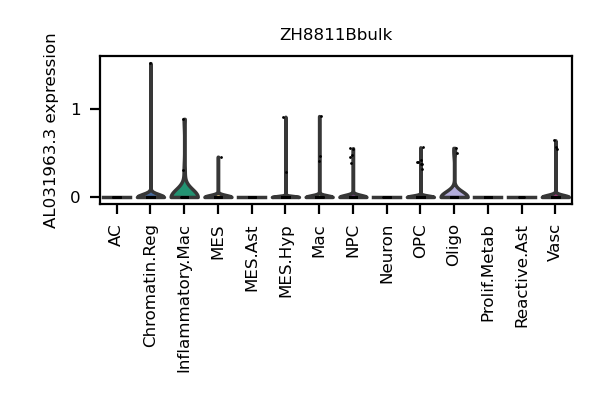 ZH8811Bbulk
AL031963.3 expression
1
0
AC
Chromatin.Reg
Inflammatory.Mac
MES
MES.Ast
MES.Hyp
Mac
NPC
Neuron
OPC
Oligo
Prolif.Metab
Reactive.Ast
Vasc